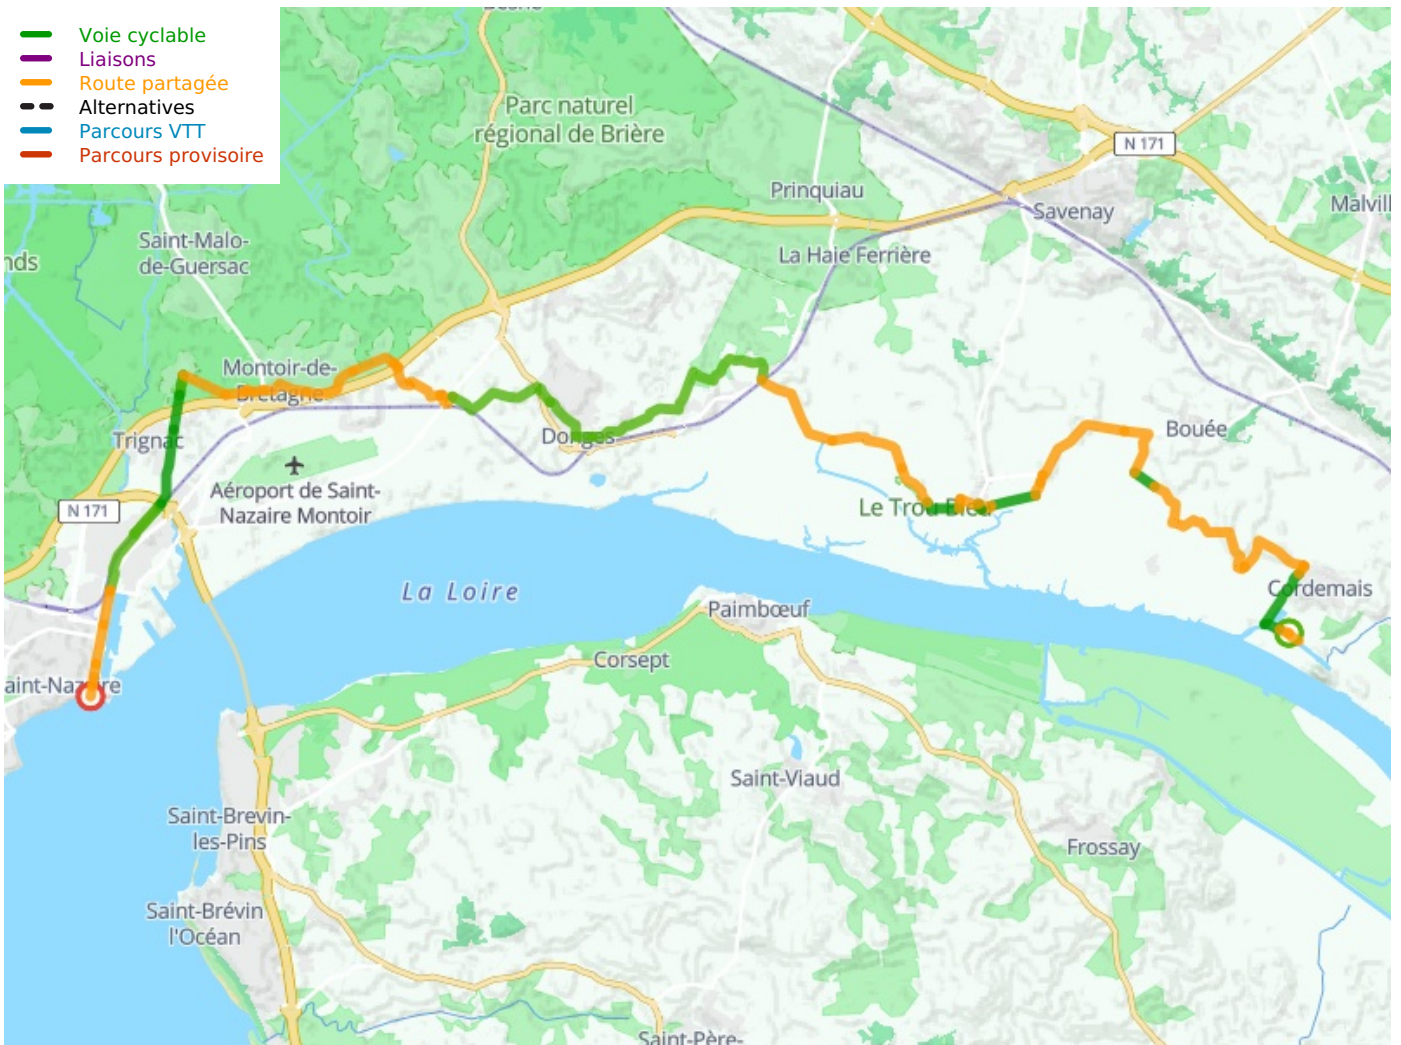 Voie cyclable
Liaisons
Route partagée
Alternatives
Parcours VTT
Parcours provisoire
Parc naturel
régional de Brière
N 171
Prinquiau
Savenay
Malvill
Saint-Malo-
de-Guersac
nds
La Haie Ferrière
Montoir-de-
Bretagne
Trignac
Donges
Bouée
Aéroport de Saint-
Nazaire Montoir
N 171
Le Trou Bleu
La Loire
Cordemais
Paimbœuf
Corsept
aint-Nazaire
Saint-Viaud
Saint-Brevin-
les-Pins
Frossay
Saint-Brévin
l'Océan
Saint-Père-